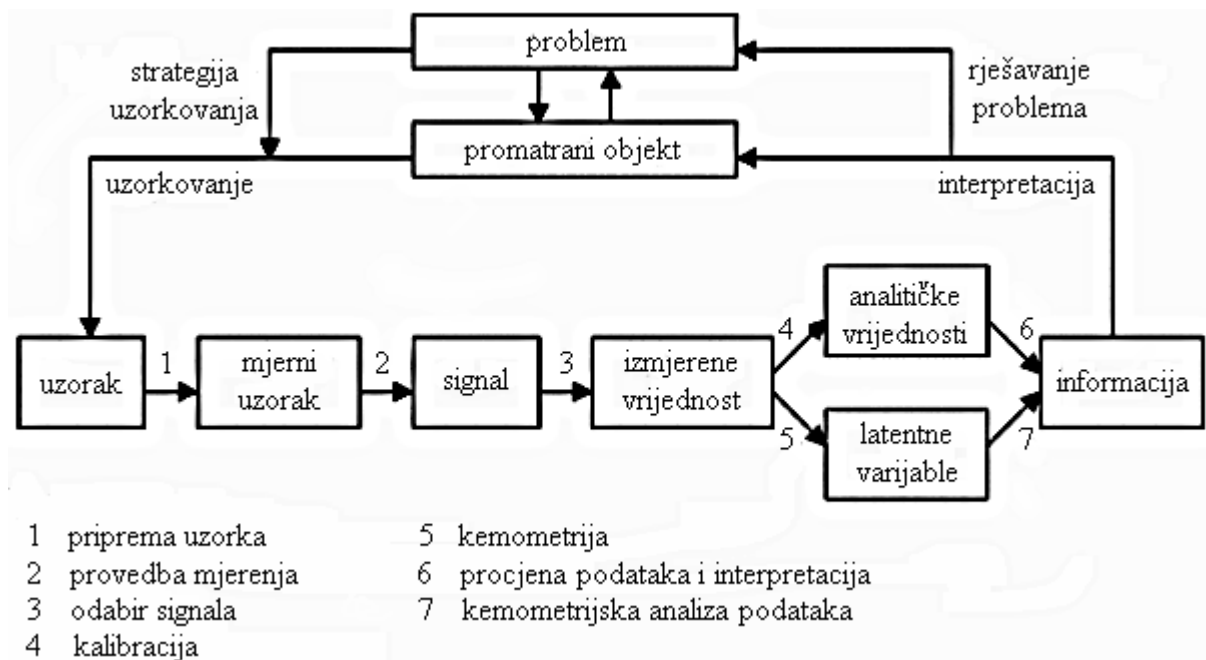 problem
strategija
uzorkovanja
rješavanje
problema
promatrani objekt
uzorkovanje
interpretacija
uzorak
1
mjerni
uzorak
2
signal
3
izmjerene
vrijednost
4
5
analitičke
vrijednosti
latentne
varijable
6
7
informacija
1 priprema uzorka
2 provedba mjerenja
3 odabir signala
4 kalibracija
5 kemometrija
6 procjena podataka i interpretacija
7 kemometrijska analiza podataka